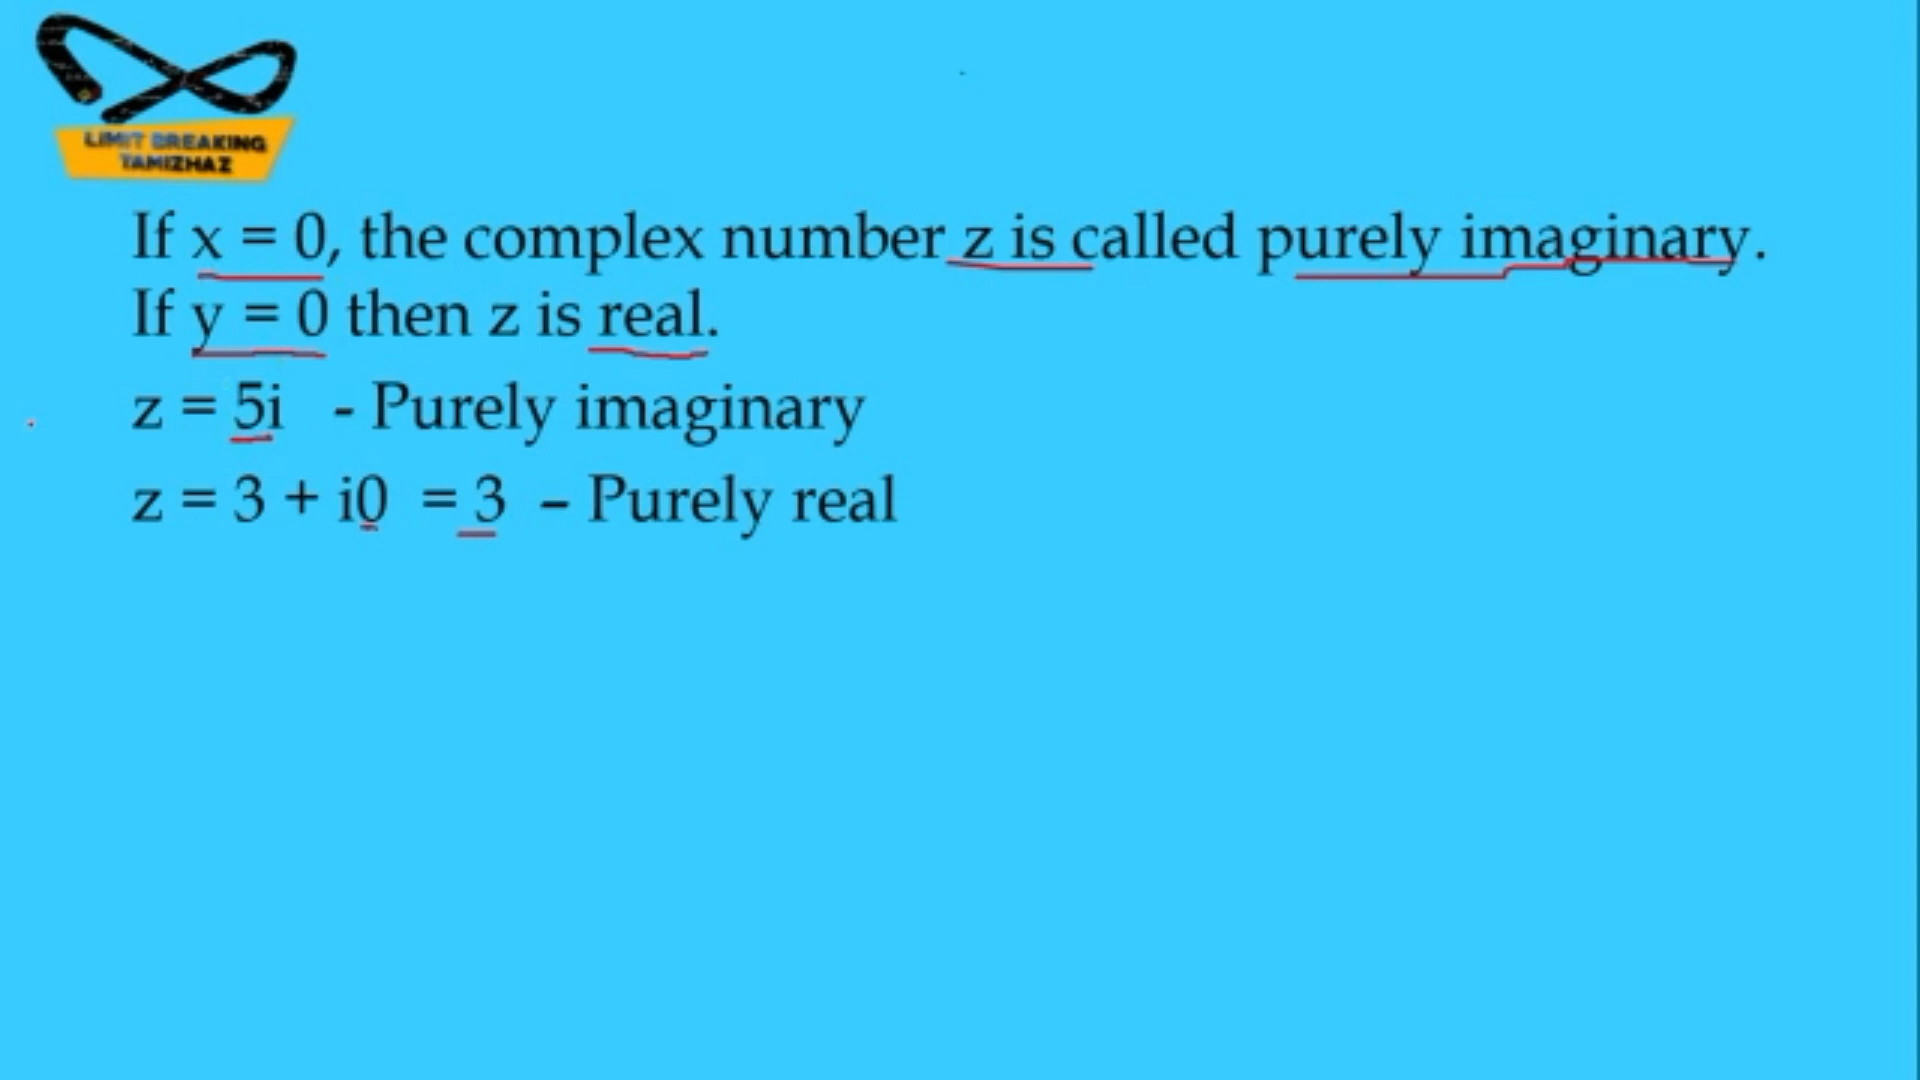 LIMIT BREAKING
TAMIZHAZ
If x = 0, the complex number z is called purely imaginary.
If y = 0 then z is real.
z = 5i - Purely imaginary
z = 3 + i0 = 3 – Purely real